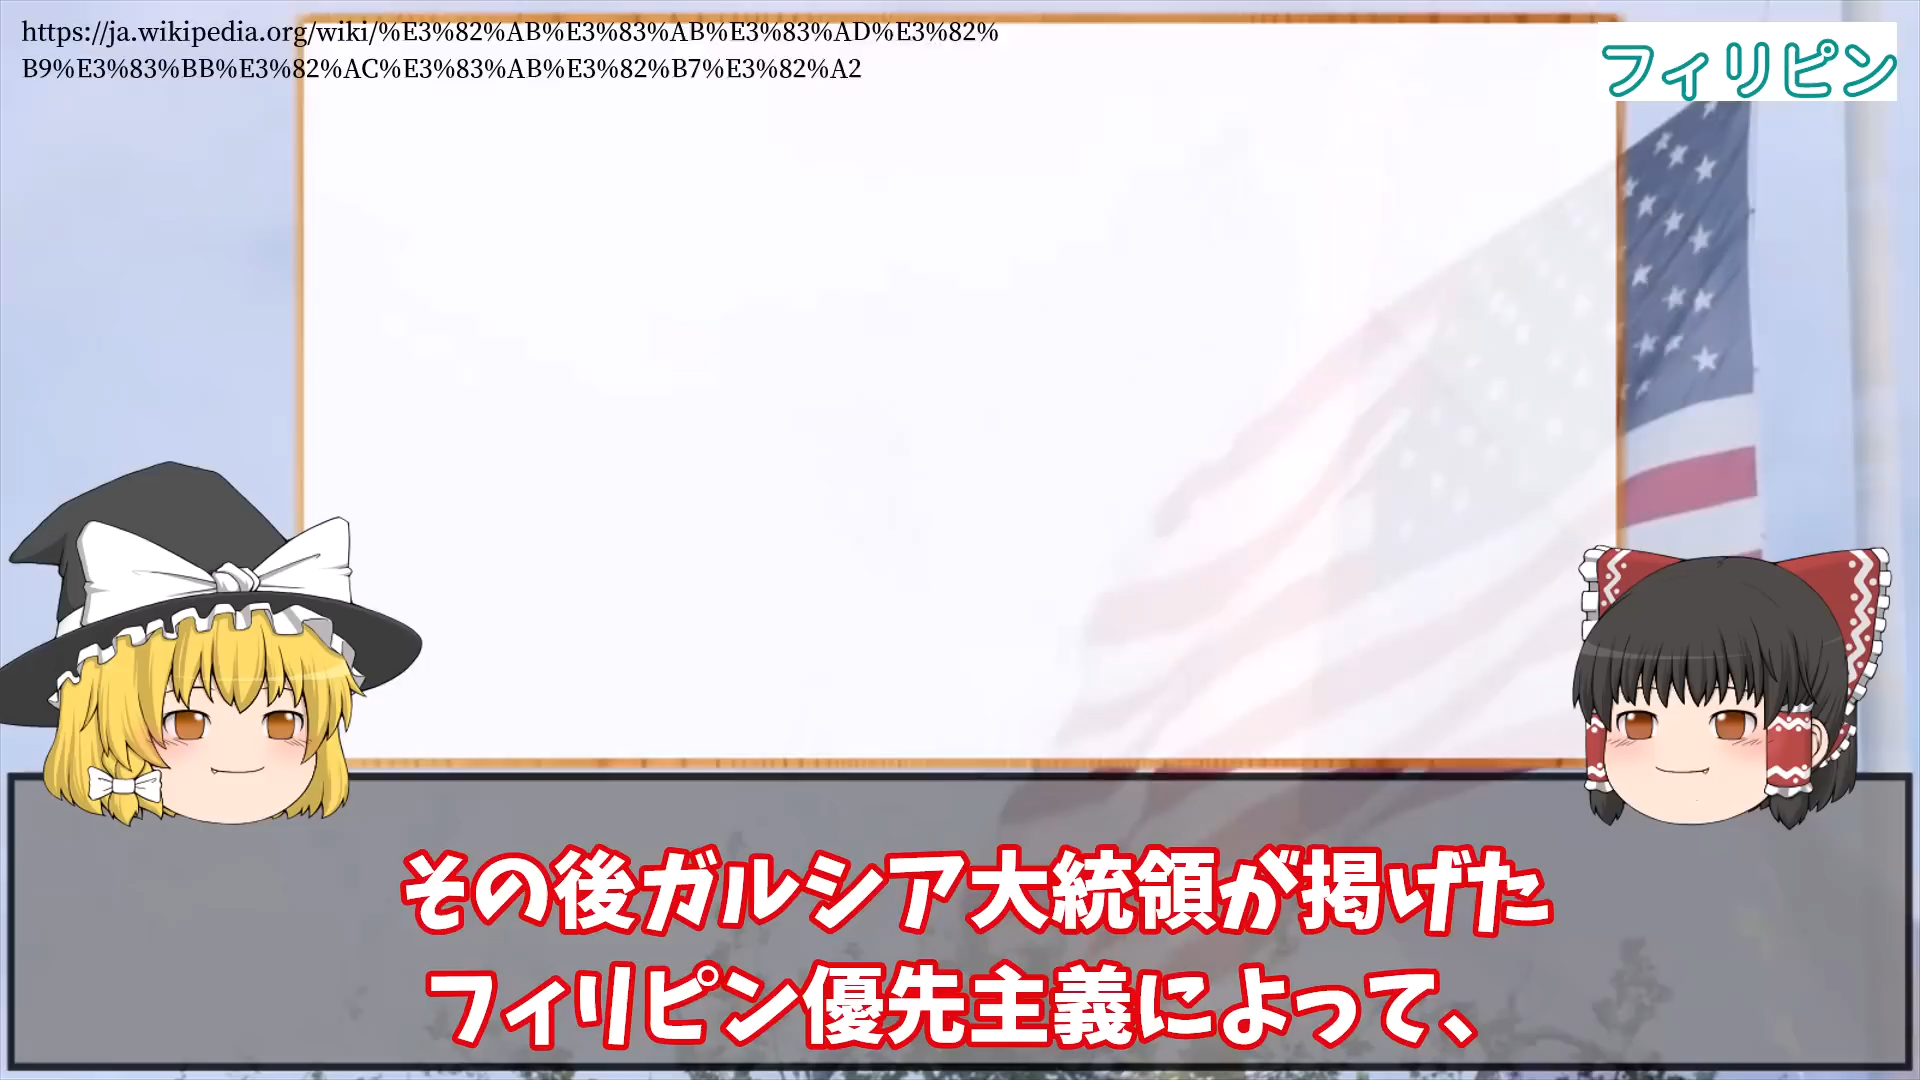 https://ja.wikipedia.org/wiki/%E3%82%AB%E3%83%AB%E3%83%AD%E3%82%
B9%E3%83%BB%E3%82%AC%E3%83%AB%E3%82%B7%E3%82%A2
フィリピン
その後ガルシア大統領が掲げた
フィリピン優先主義によって、